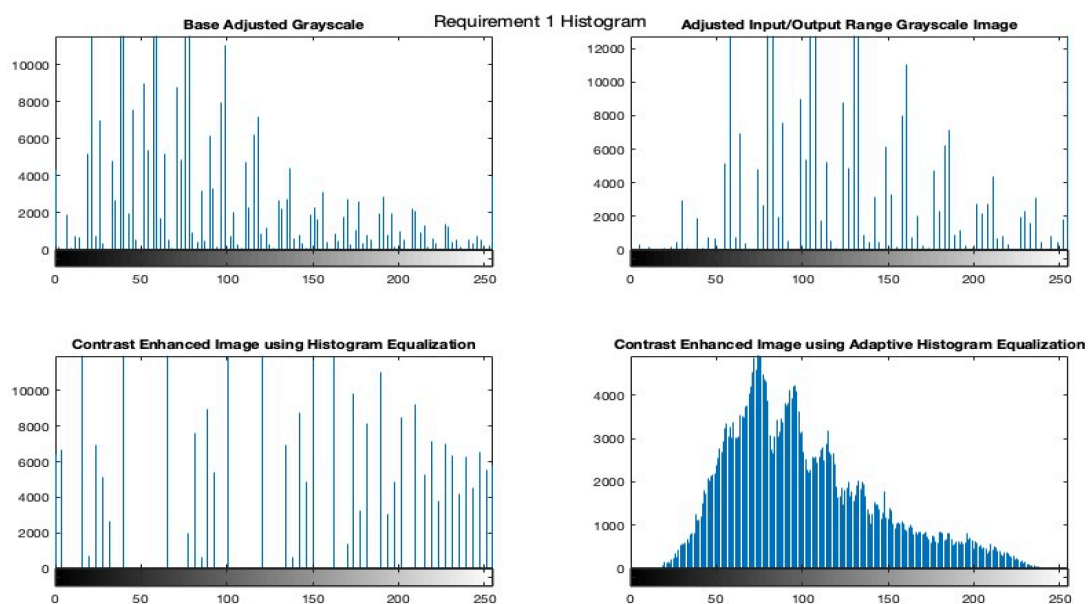 Requirement 1 Histogram
Base Adjusted Grayscale
10000
8000
6000
4000
2000
0
0 50 100 150 200 250
Adjusted Input/Output Range Grayscale Image
12000
10000
8000
6000
4000
2000
0
0 50 100 150 200 250
Contrast Enhanced Image using Histogram Equalization
10000
8000
6000
4000
2000
0
0 50 100 150 200 250
Contrast Enhanced Image using Adaptive Histogram Equalization
4000
3000
2000
1000
0
0 50 100 150 200 250